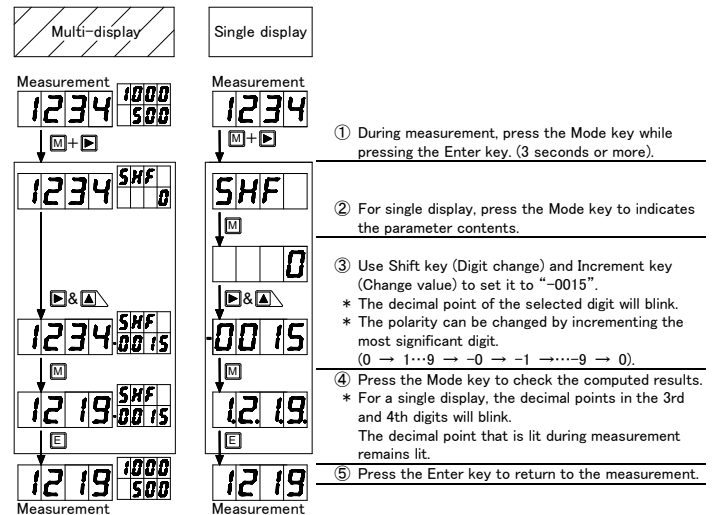 Multi-display
Single display
Measurement
Measurement
1234 1000
500
1234
M+▶
M+▶
① During measurement, press the Mode key while
pressing the Enter key. (3 seconds or more).
1234 SHF
0
SHF
② For single display, press the Mode key to indicates
the parameter contents.
M
0
③ Use Shift key (Digit change) and Increment key
(Change value) to set it to “-0015”.
* The decimal point of the selected digit will blink.
* The polarity can be changed by incrementing the
most significant digit.
(0 → 1…9 → -0 → -1 →…-9 → 0).
▶&▲
▶&▲
1234 SHF
-0015
-0015
M
M
④ Press the Mode key to check the computed results.
* For a single display, the decimal points in the 3rd
and 4th digits will blink.
The decimal point that is lit during measurement
remains lit.
1219 SHF
-0015
1.2.1.9.
E
E
⑤ Press the Enter key to return to the measurement.
1219 1000
500
1219
Measurement
Measurement